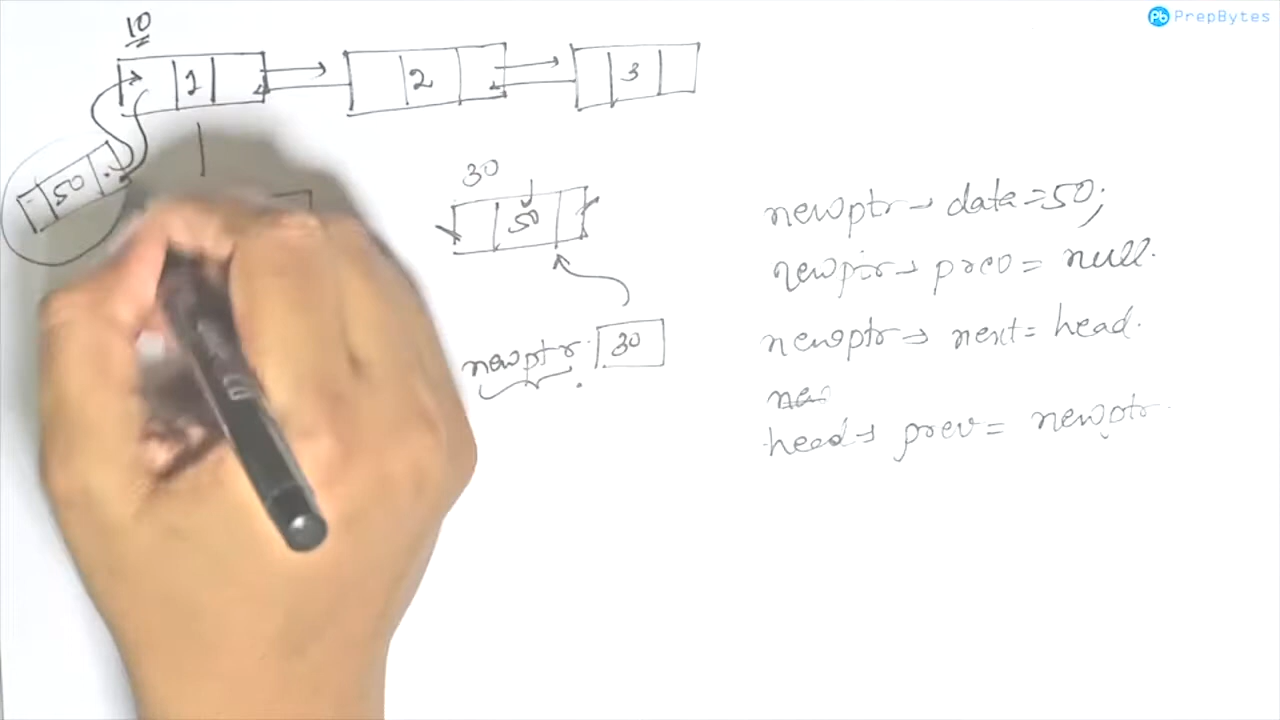 PrepBytes
10
1 2 3
50
30
50
newptr 30
newptr → data = 50;
newptr → prev = null.
newptr → next = head.
new
head → prev = newptr.